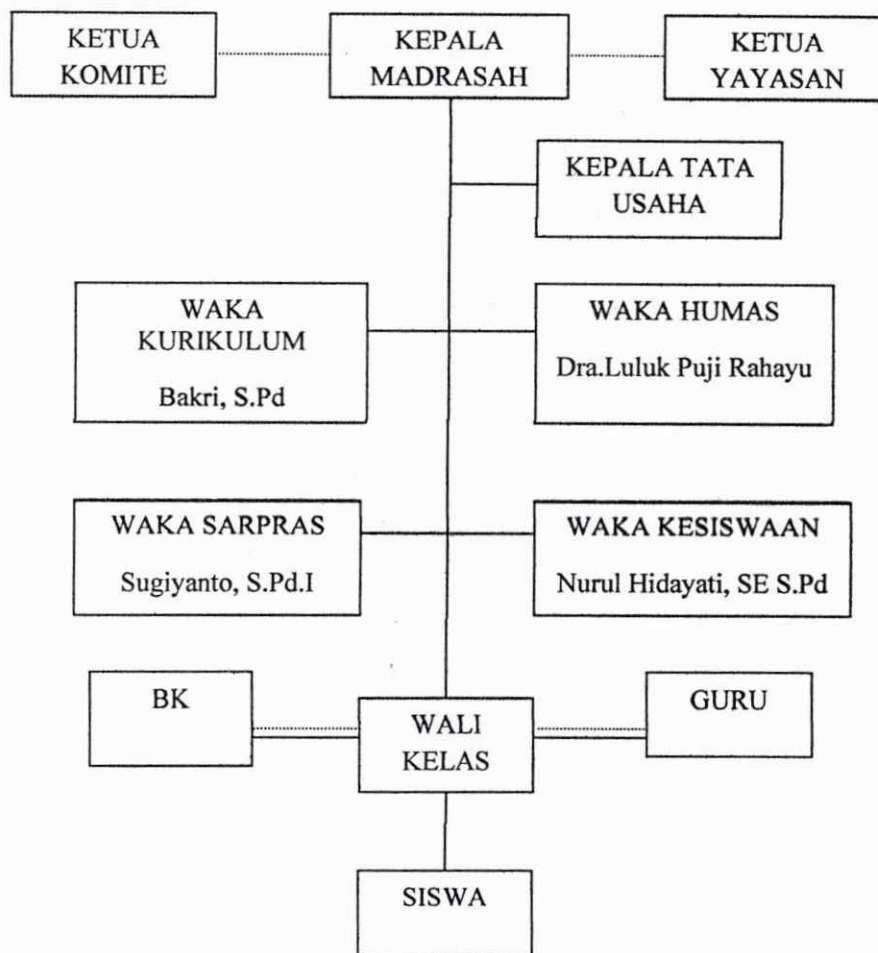 KETUA
KOMITE
KEPALA
MADRASAH
KETUA
YAYASAN
KEPALA TATA
USAHA
WAKA
KURIKULUM
Bakri, S.Pd
WAKA HUMAS
Dra.Luluk Puji Rahayu
WAKA SARPRAS
Sugiyanto, S.Pd.I
WAKA KESISWAAN
Nurul Hidayati, SE S.Pd
BK
WALI
KELAS
GURU
SISWA